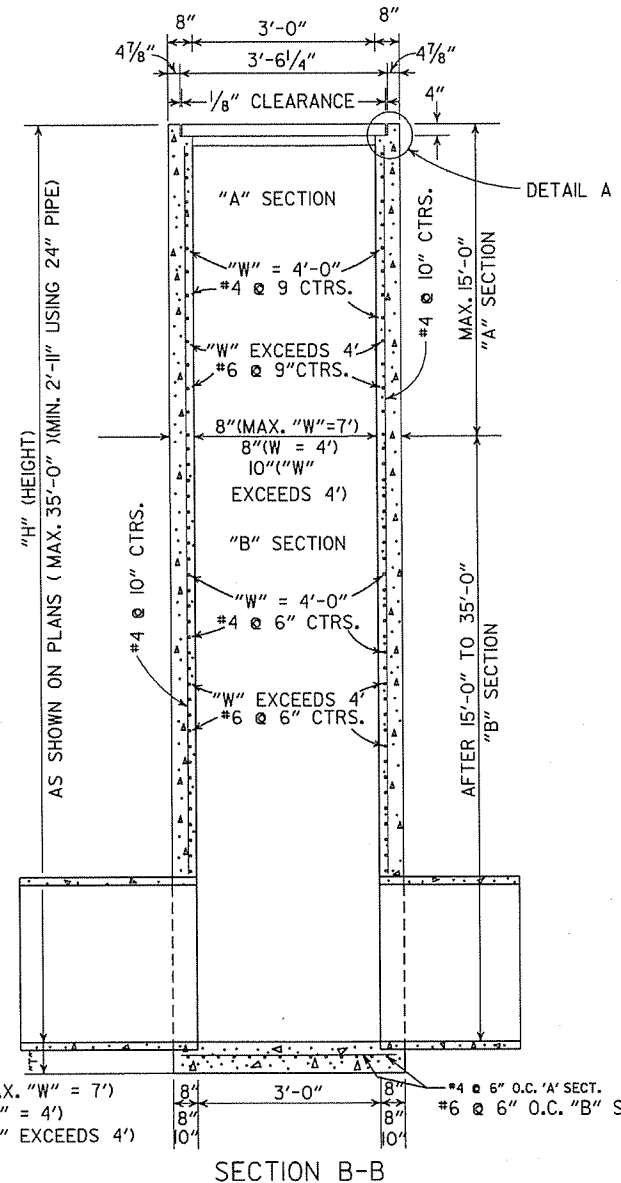 8" 3'-0" 8"
4⅞" 3'-6¼" 4⅞"
⅛" CLEARANCE 4"
DETAIL A
"A" SECTION
"W" = 4'-0"
#4 @ 9 CTRS.
#4 @ 10" CTRS.
MAX. 15'-0"
"A" SECTION
"W" EXCEEDS 4'
#6 @ 9"CTRS.
8"(MAX. "W"=7')
8"(W = 4')
10"("W"
EXCEEDS 4')
"H" (HEIGHT)
AS SHOWN ON PLANS ( MAX. 35'-0" )(MIN. 2'-11" USING 24" PIPE)
"B" SECTION
#4 @ 10" CTRS.
"W" = 4'-0"
#4 @ 6" CTRS.
"W" EXCEEDS 4'
#6 @ 6" CTRS.
AFTER 15'-0" TO 35'-0"
"B" SECTION
"T"
X. "W" = 7')
" = 4')
" EXCEEDS 4')
8" 3'-0" 8"
8" 8"
10" 10"
#4 @ 6" O.C. 'A' SECT.
#6 @ 6" O.C. "B" S
SECTION B-B